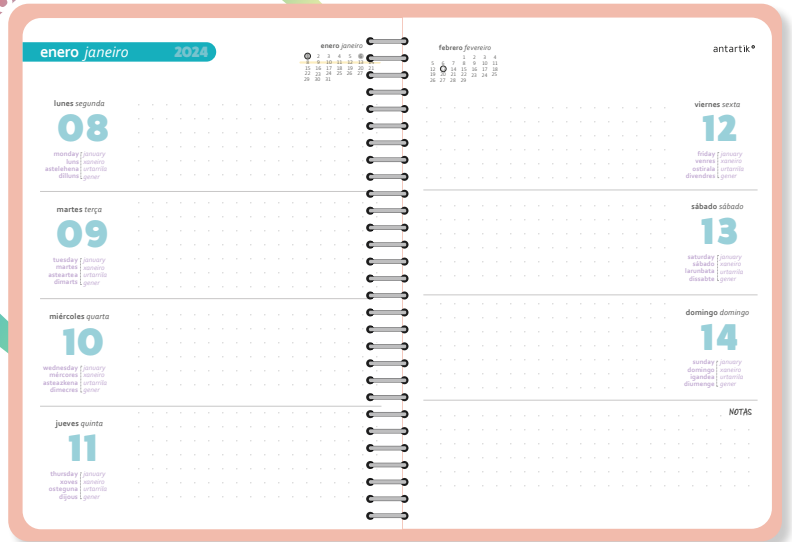 enero janeiro 2024
enero janeiro
2 3 4 5 6
8 9 10 11 12 13 14
15 16 17 18 19 20 21
22 23 24 25 26 27
29 30 31
lunes segunda
08
monday january
luns xaneiro
astelehena urtarrila
dilluns gener
martes terça
09
tuesday january
martes xaneiro
asteartea urtarrila
dimarts gener
miércoles quarta
10
wednesday january
mércores xaneiro
asteazkena urtarrila
dimecres gener
jueves quinta
11
thursday january
xoves xaneiro
osteguna urtarrila
dijous gener
febrero fevereiro
1 2 3 4
5 6 7 8 9 10 11
12 14 15 16 17 18
19 20 21 22 23 24 25
26 27 28 29
antartik
viernes sexta
12
friday january
venres xaneiro
ostirala urtarrila
divendres gener
sábado sábado
13
saturday january
sábado xaneiro
larunbata urtarrila
dissabte gener
domingo domingo
14
sunday january
domingo xaneiro
igandea urtarrila
diumenge gener
NOTAS